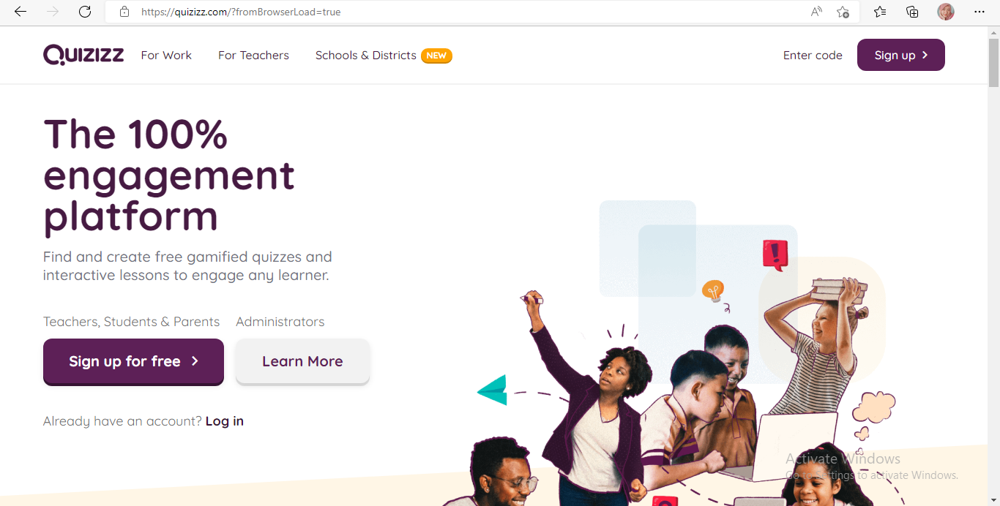 https://quizizz.com/?fromBrowserLoad=true
QUIZIZZ For Work For Teachers Schools & Districts NEW Enter code Sign up
The 100%
engagement
platform
Find and create free gamified quizzes and
interactive lessons to engage any learner.
Teachers, Students & Parents Administrators
Sign up for free Learn More
Already have an account? Log in
Activate Windows
Go to Settings to activate Windows.